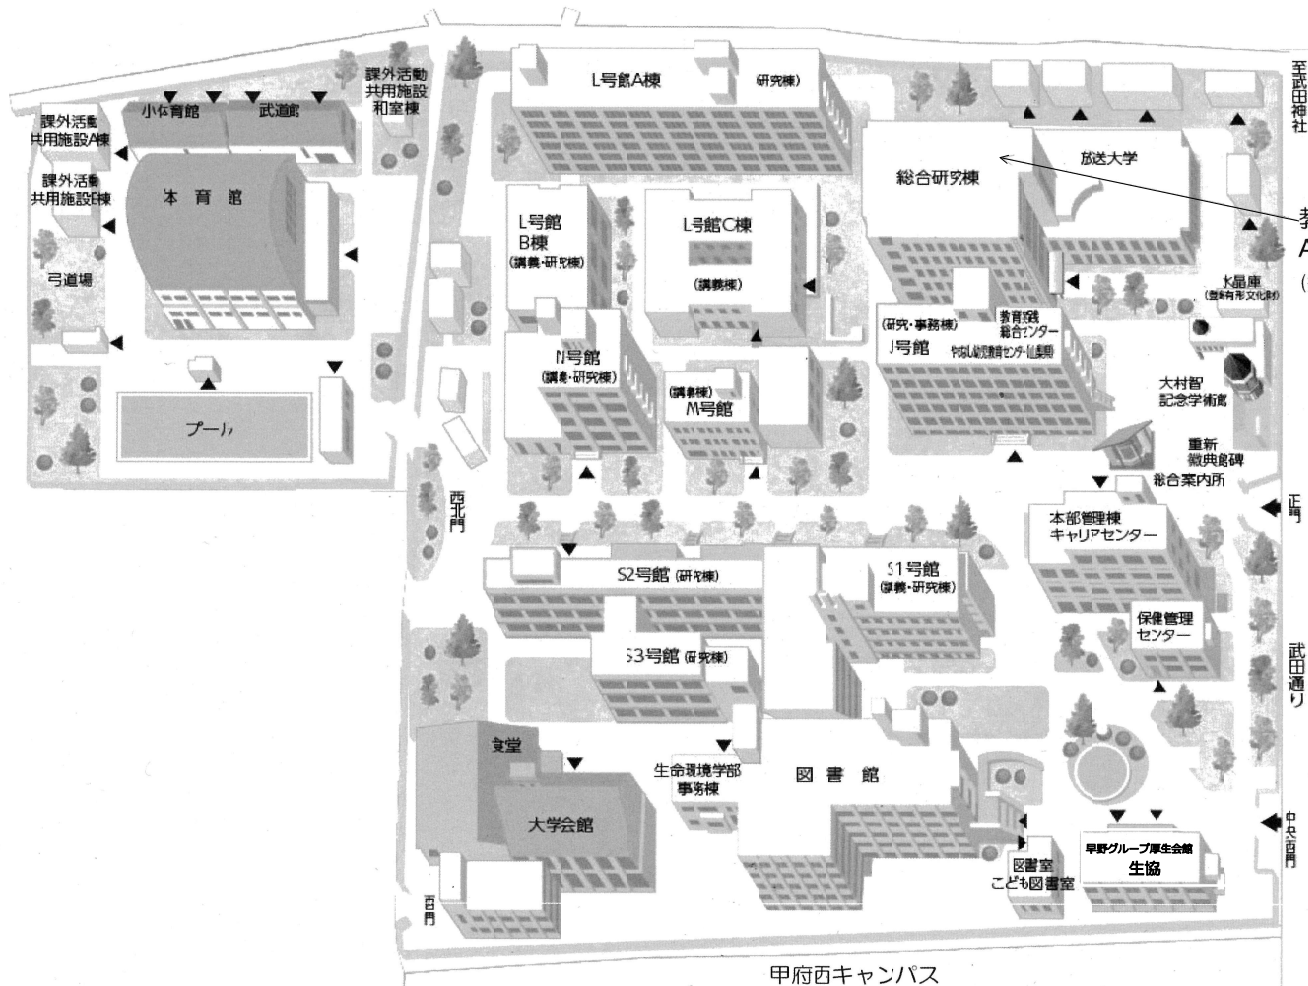 課外活動
共用施設A棟
小体育館
武道館
課外活動
共用施設
和室棟
L号館A棟
(研究棟)
至武田神社
課外活動
共用施設B棟
体育館
L号館
B棟
(講義・研究棟)
L号館C棟
(講義棟)
総合研究棟
放送大学
A
弓道場
水晶庫
(登録有形文化財)
N号館
(講義・研究棟)
(講義棟)
M号館
(研究・事務棟)
J号館
教育実践
総合センター
大村智
記念学術館
プール
重新
徽典館碑
総合案内所
西北門
正門
本部管理棟
キャリアセンター
S2号館(研究棟)
S1号館
(講義・研究棟)
保健管理
センター
S3号館(研究棟)
武田通り
食堂
大学会館
生命環境学部
事務棟
図書館
図書室
こども図書室
早野グループ厚生会館
生協
西門
甲府西キャンパス